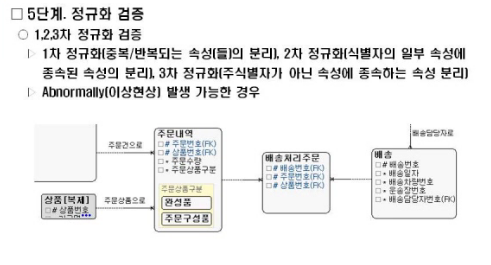 □ 5단계. 정규화 검증
○ 1,2,3차 정규화 검증
▷ 1차 정규화(중복/반복되는 속성(들)의 분리), 2차 정규화(식별자의 일부 속성에
종속된 속성의 분리), 3차 정규화(주식별자가 아닌 속성에 종속하는 속성 분리)
▷ Abnormally(이상현상) 발생 가능한 경우
배송담당자로
주문건으로
주문내역
# 주문번호(FK)
# 상품번호(FK)
* 주문수량
* 주문상품구분
주문상품구분
완성품
주문구성품
상품[복제]
# 상품번호
주문상품으로
배송처리주문
# 배송번호(FK)
# 주문번호(FK)
# 상품번호(FK)
배송
# 배송번호
* 배송일자
* 배송차량번호
* 운송장번호
* 배송담당자번호(FK)